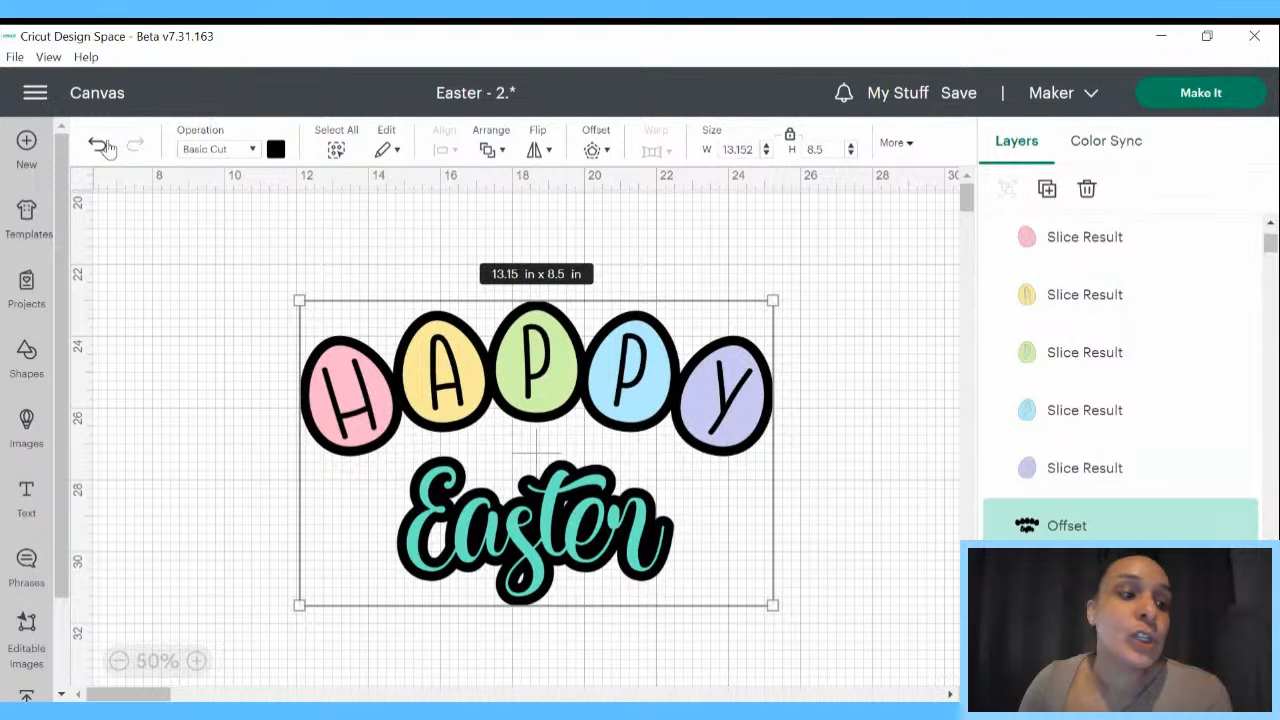 Cricut Design Space - Beta v7.31.163
File View Help
Canvas
Easter - 2.*
My Stuff Save | Maker
Make It
New
Templates
Projects
Shapes
Images
Text
Phrases
Editable
Images
Operation
Basic Cut
Select All
Edit
Align
Arrange
Flip
Offset
Warp
Size
W 13.152
H 8.5
More
8 10 12 14 16 18 20 22 24 26 28 30
20
22
24
26
28
30
32
13.15 in x 8.5 in
HAPPY
Easter
50%
Layers Color Sync
Slice Result
Slice Result
Slice Result
Slice Result
Slice Result
Offset